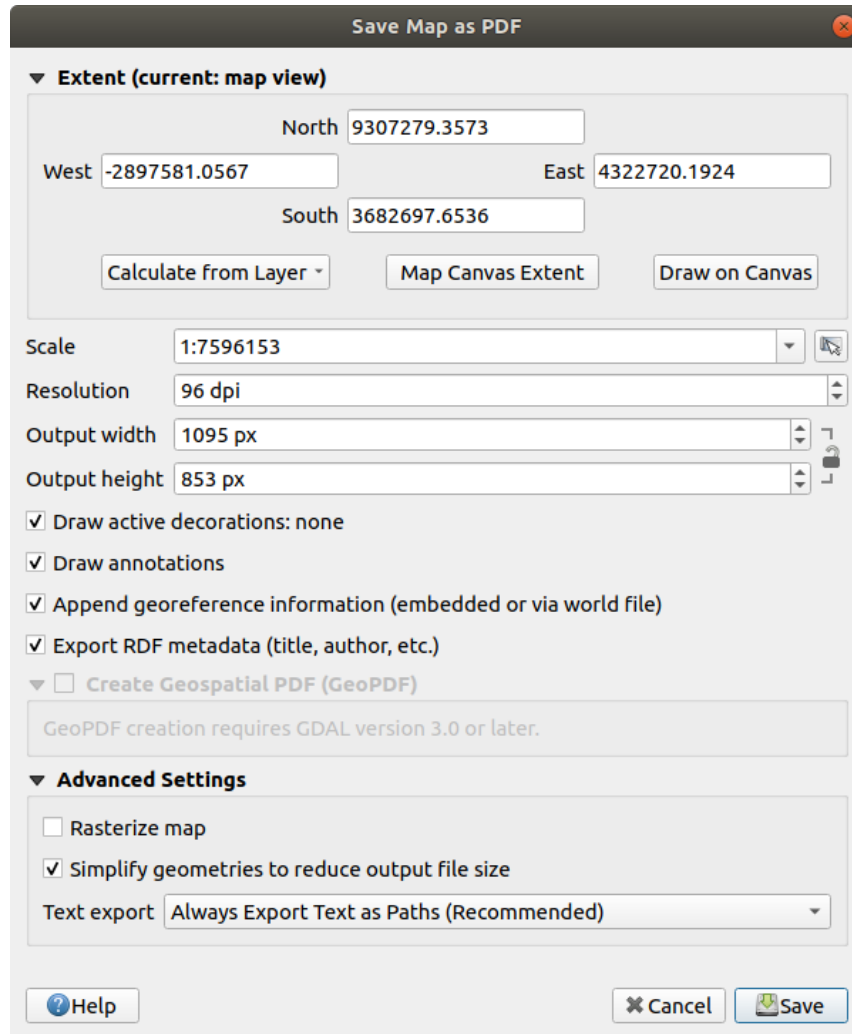 Save Map as PDF
Extent (current: map view)
North 9307279.3573
West -2897581.0567 East 4322720.1924
South 3682697.6536
Calculate from Layer Map Canvas Extent Draw on Canvas
Scale 1:7596153
Resolution 96 dpi
Output width 1095 px
Output height 853 px
Draw active decorations: none
Draw annotations
Append georeference information (embedded or via world file)
Export RDF metadata (title, author, etc.)
Create Geospatial PDF (GeoPDF)
GeoPDF creation requires GDAL version 3.0 or later.
Advanced Settings
Rasterize map
Simplify geometries to reduce output file size
Text export Always Export Text as Paths (Recommended)
Help Cancel Save